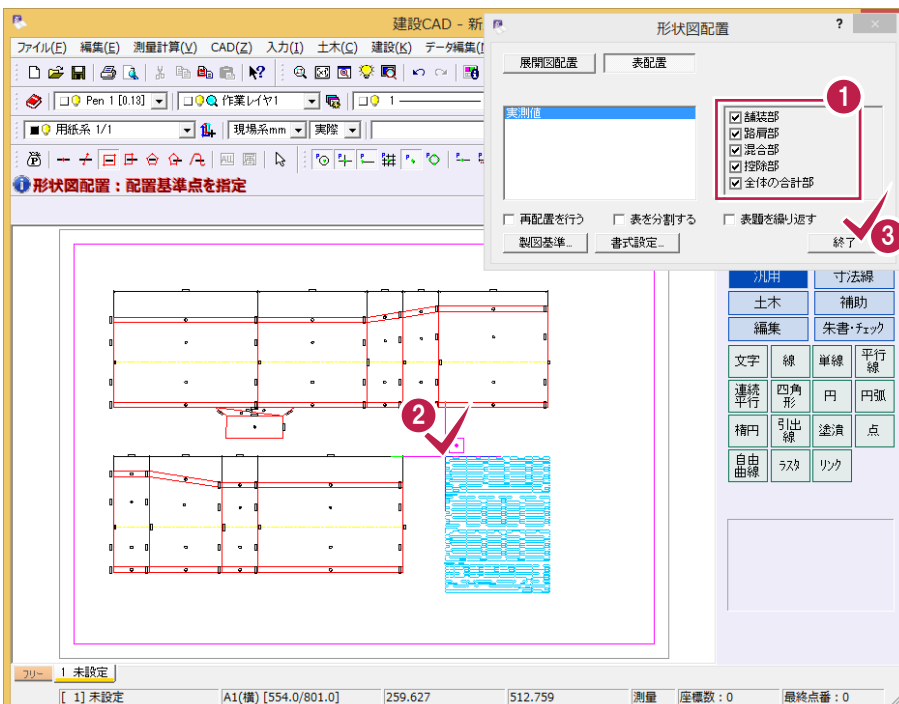 建設CAD - 新
形状図配置
?
ファイル(F) 編集(E) 測量計算(V) CAD(Z) 入力(I) 土木(C) 建設(K) データ編集(
展開図配置 表配置
Pen 1 [0.13] 作業レイヤ1 1
用紙系 1/1 現場系mm 実際
形状図配置：配置基準点を指定
実測値
1
舗装部
路肩部
混合部
控除部
全体の合計部
再配置を行う 表を分割する 表題を繰り返す
製図基準... 書式設定... 終了
3
汎用 寸法線
土木 補助
編集 朱書・チェック
文字 線 単線 平行線
連続平行 四角形 円 円弧
楕円 引出線 塗潰 点
自由曲線 ラスタ リンク
2
フリー 1 未設定
[ 1] 未設定 A1(横) [554.0/801.0] 259.627 512.759 測量 座標数：0 最終点番：0